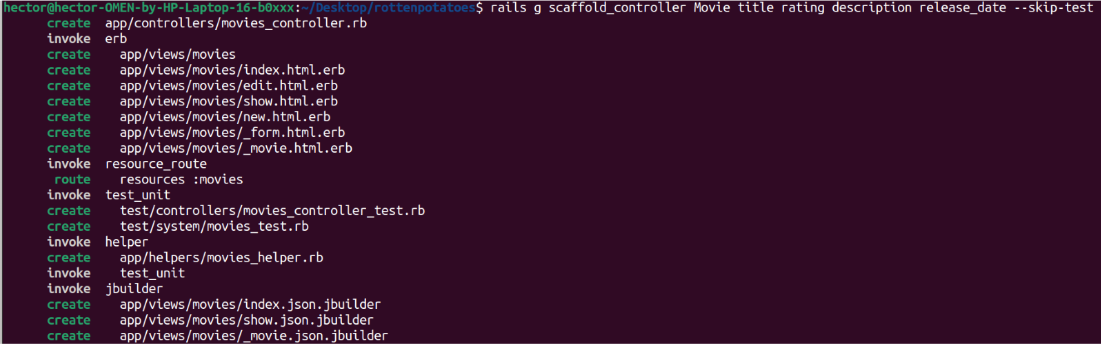 hector@hector-OMEN-by-HP-Laptop-16-b0xxx:~/Desktop/rottenpotatoes$ rails g scaffold_controller Movie title rating description release_date --skip-test
create app/controllers/movies_controller.rb
invoke erb
create app/views/movies
create app/views/movies/index.html.erb
create app/views/movies/edit.html.erb
create app/views/movies/show.html.erb
create app/views/movies/new.html.erb
create app/views/movies/_form.html.erb
create app/views/movies/_movie.html.erb
invoke resource_route
route resources :movies
invoke test_unit
create test/controllers/movies_controller_test.rb
create test/system/movies_test.rb
invoke helper
create app/helpers/movies_helper.rb
invoke test_unit
invoke jbuilder
create app/views/movies/index.json.jbuilder
create app/views/movies/show.json.jbuilder
create app/views/movies/_movie.json.jbuilder